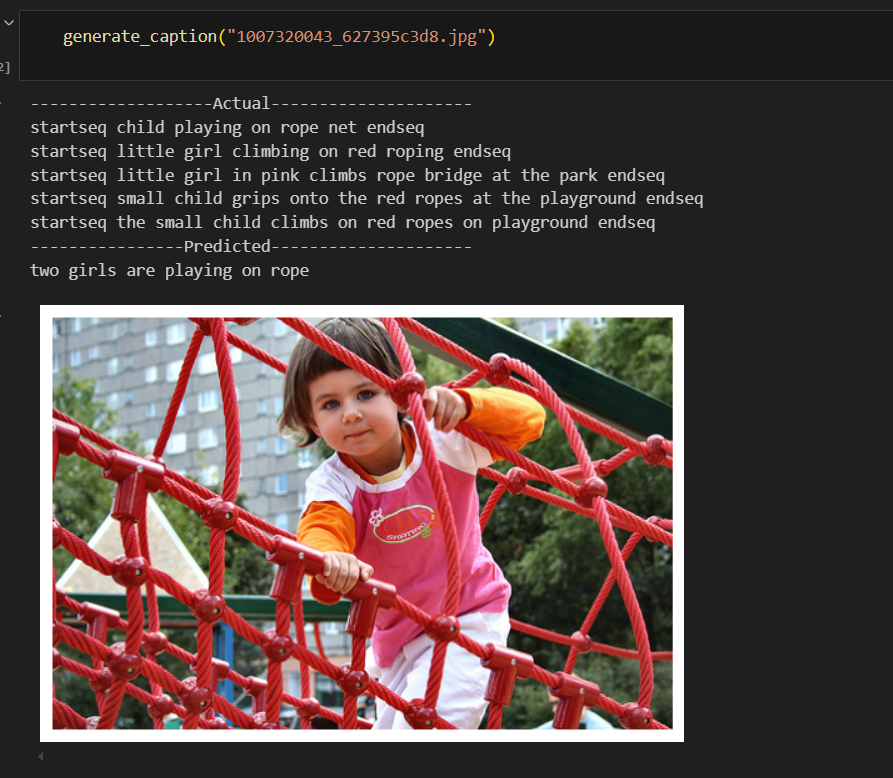 generate_caption("1007320043_627395c3d8.jpg")
2]
-------------------Actual---------------------
startseq child playing on rope net endseq
startseq little girl climbing on red roping endseq
startseq little girl in pink climbs rope bridge at the park endseq
startseq small child grips onto the red ropes at the playground endseq
startseq the small child climbs on red ropes on playground endseq
----------------Predicted---------------------
two girls are playing on rope